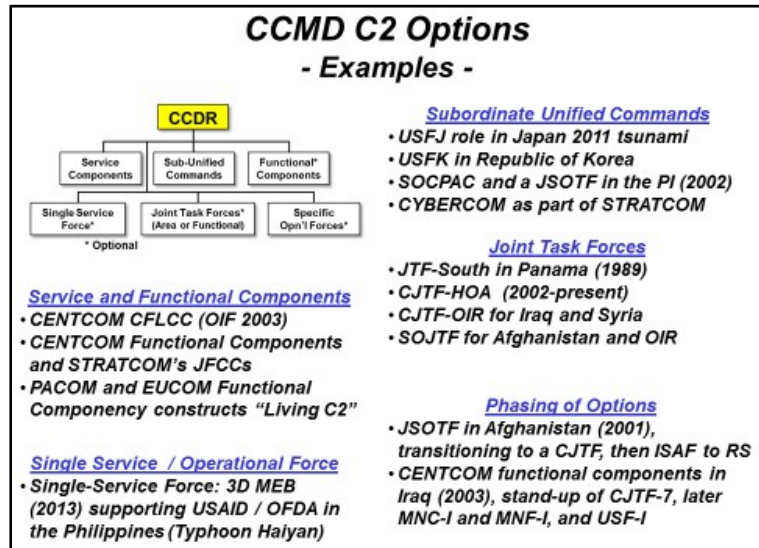 CCMD C2 Options
- Examples -
CCDR
Service
Components
Sub-Unified
Commands
Functional*
Components
Single Service
Force*
Joint Task Forces*
(Area or Functional)
Specific
Opn'l Forces*
* Optional
Service and Functional Components
• CENTCOM CFLCC (OIF 2003)
• CENTCOM Functional Components
and STRATCOM's JFCCs
• PACOM and EUCOM Functional
Componency constructs "Living C2"
Single Service / Operational Force
• Single-Service Force: 3D MEB
(2013) supporting USAID / OFDA in
the Philippines (Typhoon Haiyan)
Subordinate Unified Commands
• USFJ role in Japan 2011 tsunami
• USFK in Republic of Korea
• SOCPAC and a JSOTF in the PI (2002)
• CYBERCOM as part of STRATCOM
Joint Task Forces
• JTF-South in Panama (1989)
• CJTF-HOA (2002-present)
• CJTF-OIR for Iraq and Syria
• SOJTF for Afghanistan and OIR
Phasing of Options
• JSOTF in Afghanistan (2001),
transitioning to a CJTF, then ISAF to RS
• CENTCOM functional components in
Iraq (2003), stand-up of CJTF-7, later
MNC-I and MNF-I, and USF-I